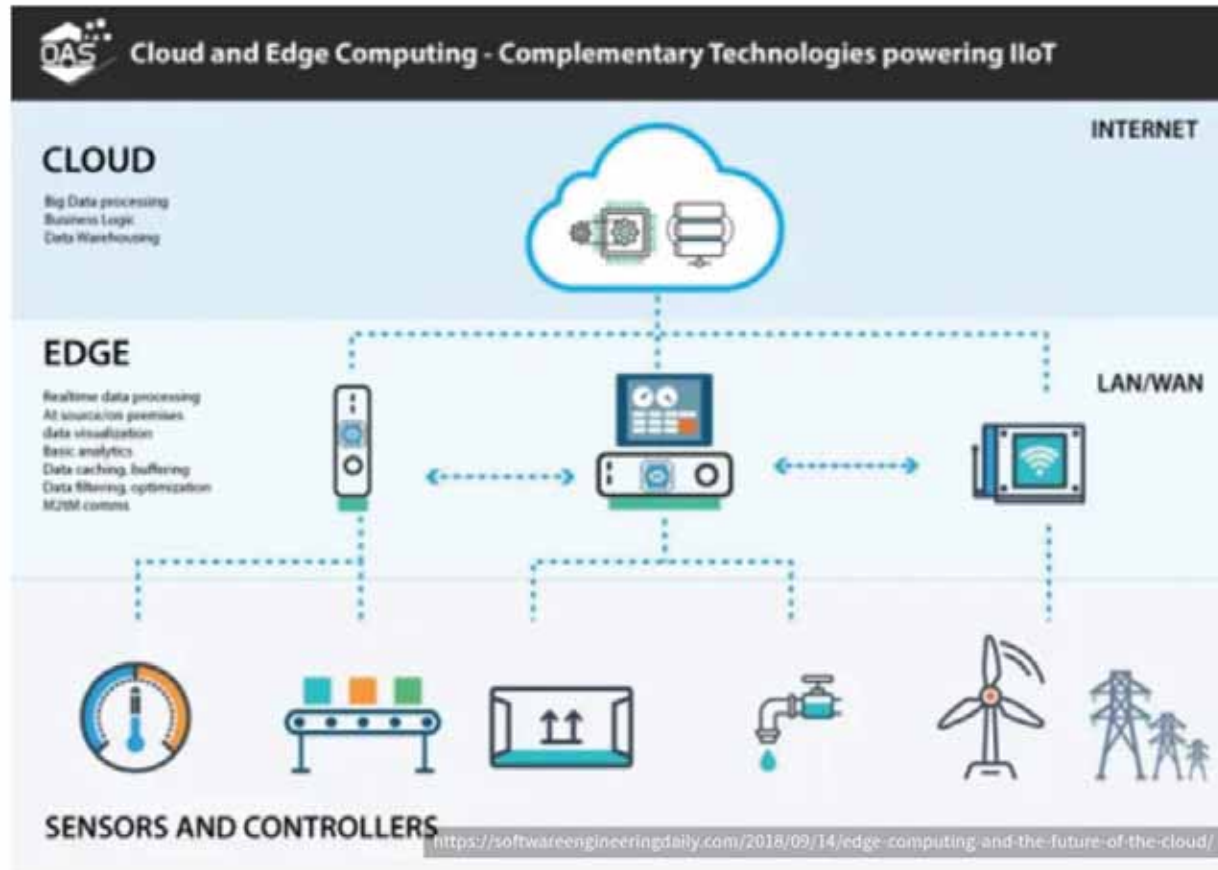 OAS
Cloud and Edge Computing - Complementary Technologies powering IIoT
INTERNET
CLOUD
Big Data processing
Business Logic
Data Warehousing
EDGE
LAN/WAN
Realtime data processing
At source/on premises
data visualization
Basic analytics
Data caching, buffering
Data filtering, optimization
M2M comms
SENSORS AND CONTROLLERS
https://softwareengineeringdaily.com/2018/09/14/edge-computing-and-the-future-of-the-cloud/